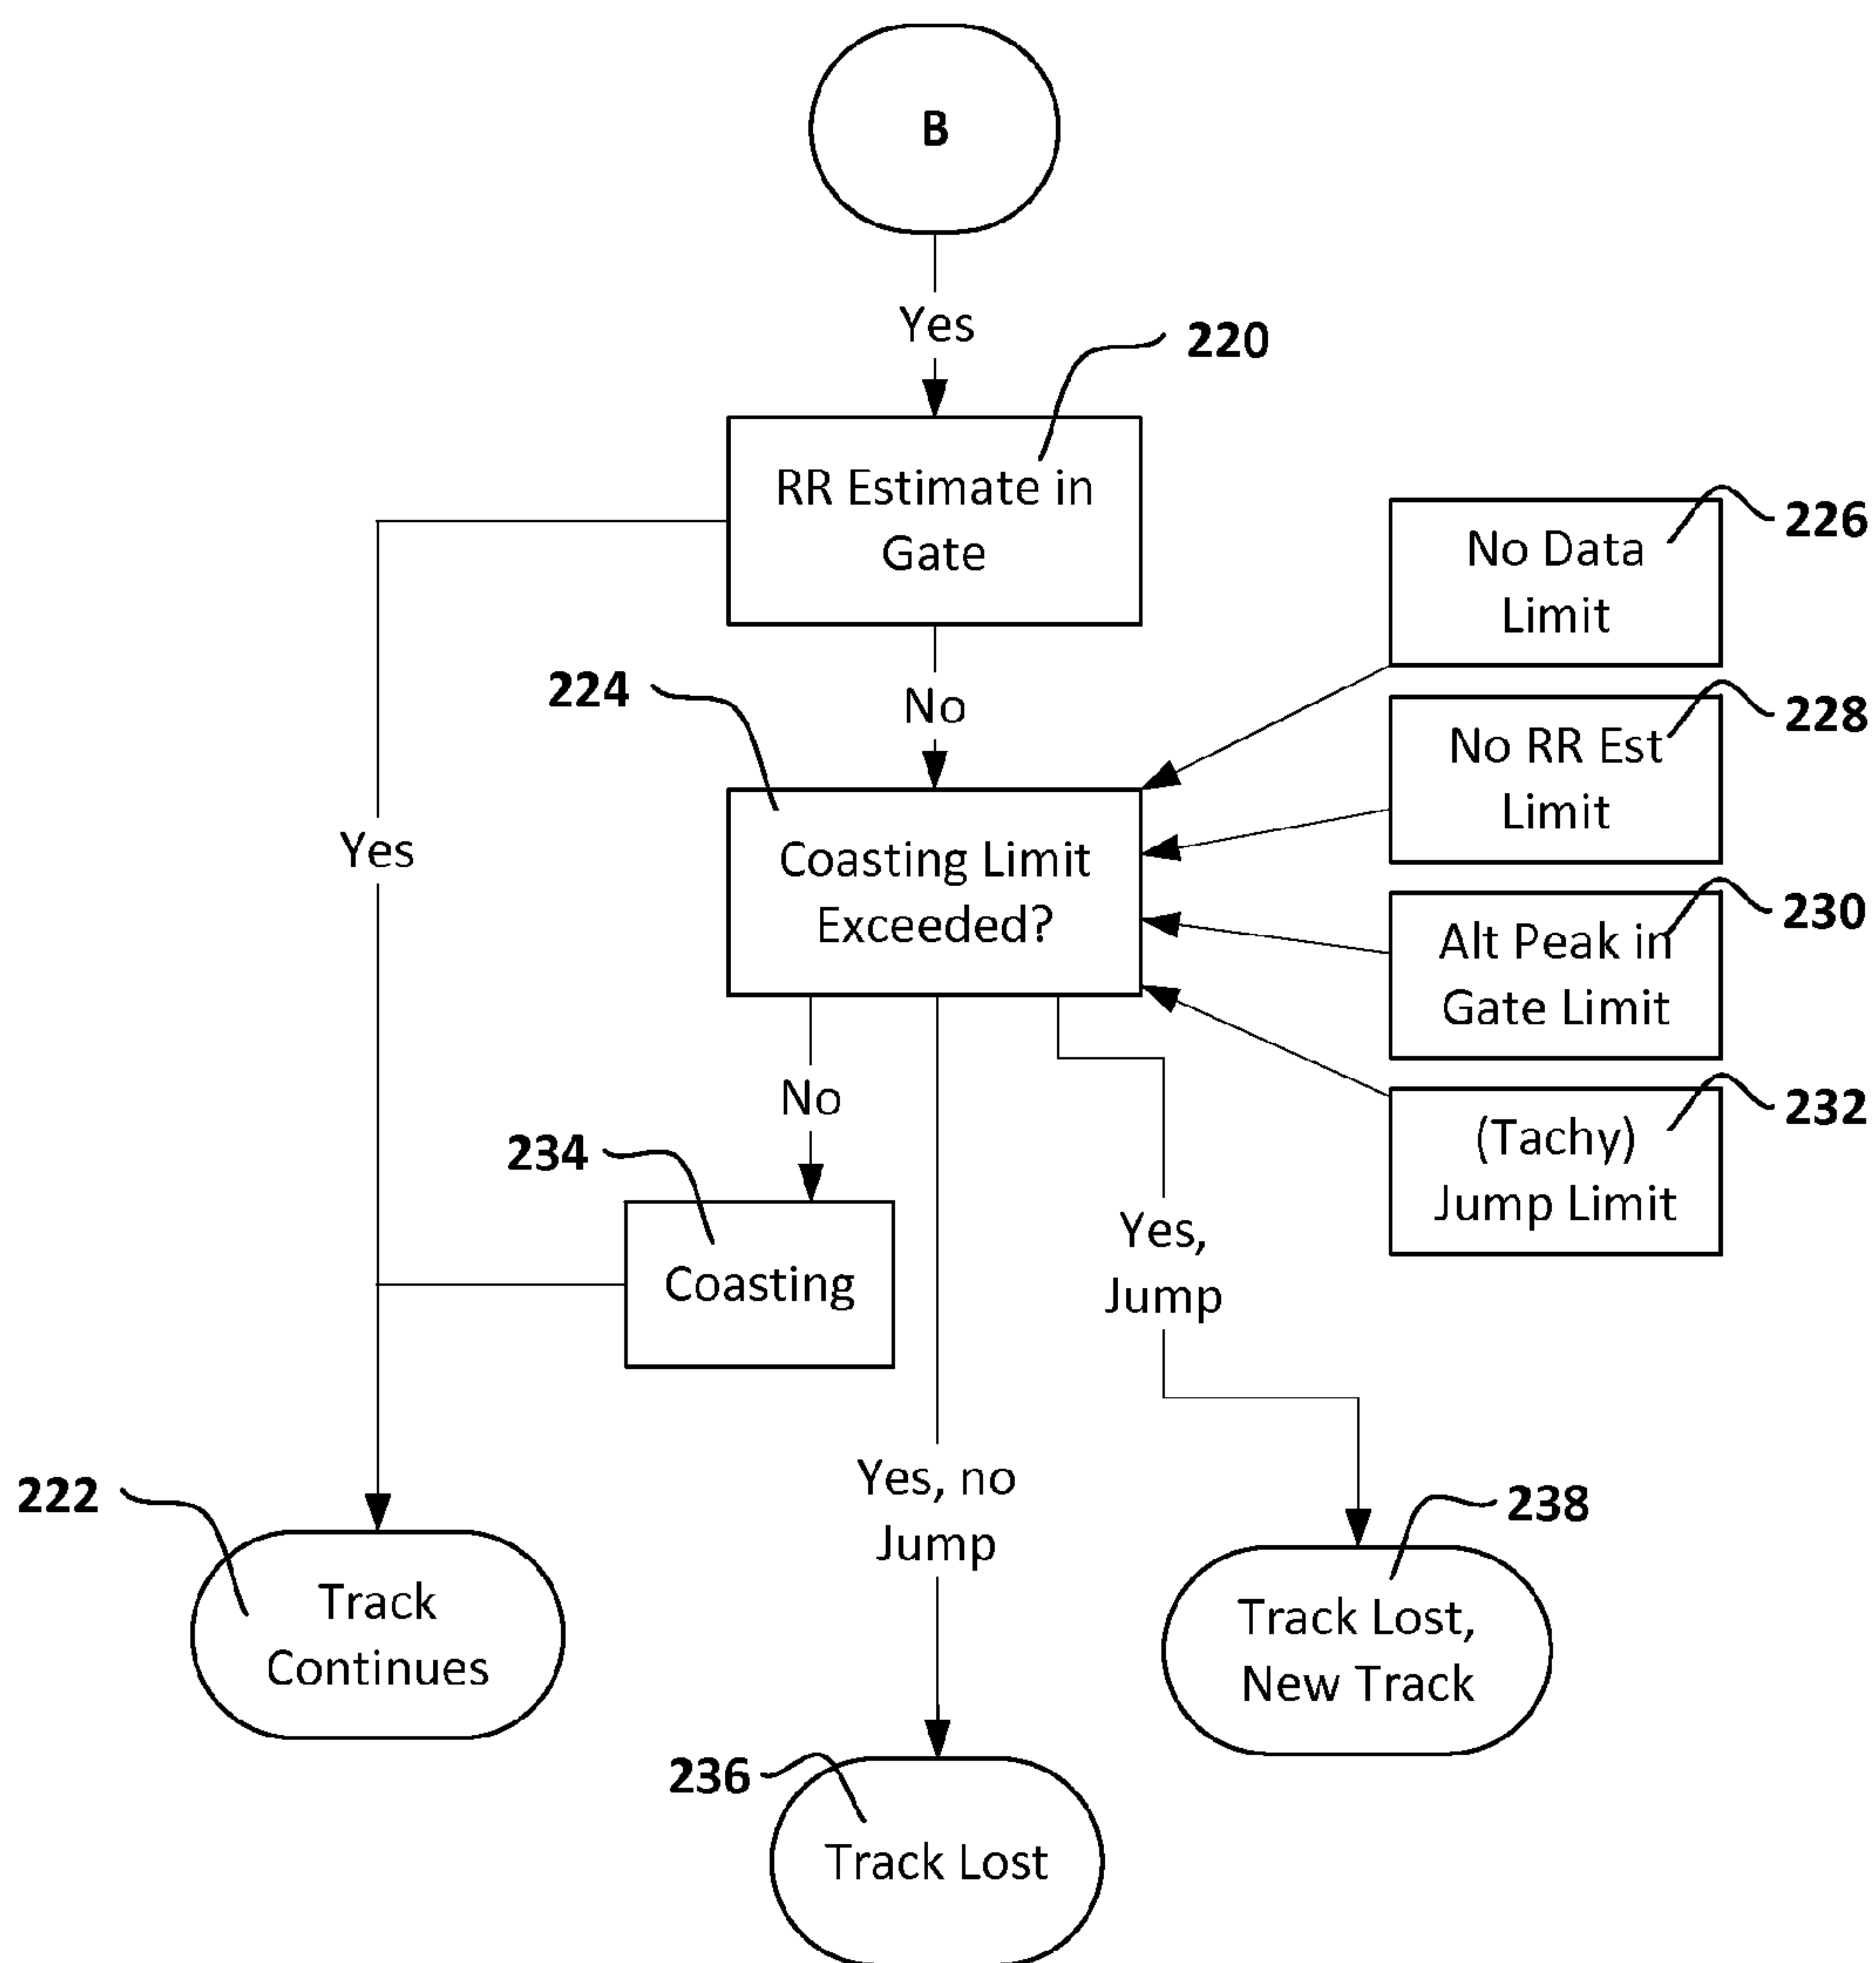 B
Yes
220
RR Estimate in
Gate
226
No Data
Limit
224
No
228
No RR Est
Limit
Yes
Coasting Limit
Exceeded?
230
Alt Peak in
Gate Limit
232
(Tachy)
Jump Limit
No
234
Coasting
Yes,
Jump
222
Yes, no
Jump
238
Track
Continues
Track Lost,
New Track
236
Track Lost